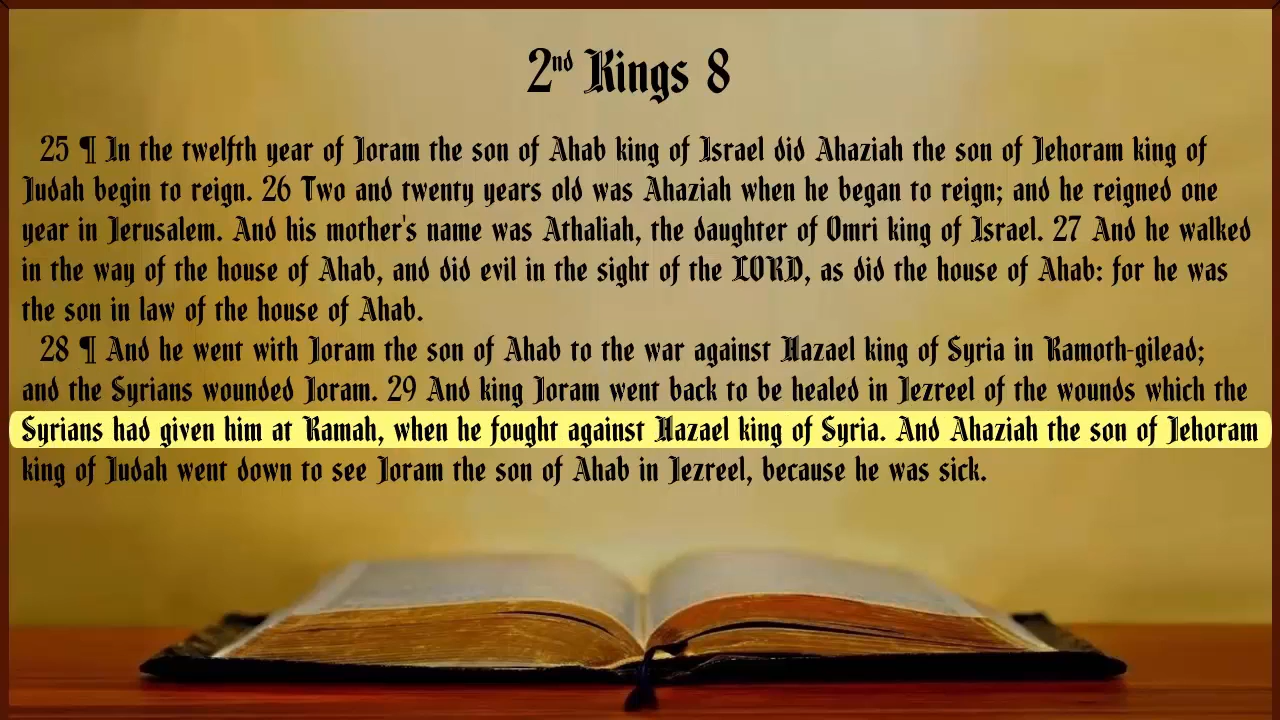 2nd Kings 8
25 ¶ In the twelfth year of Joram the son of Ahab king of Israel did Ahaziah the son of Jehoram king of
Judah begin to reign. 26 Two and twenty years old was Ahaziah when he began to reign; and he reigned one
year in Jerusalem. And his mother's name was Athaliah, the daughter of Omri king of Israel. 27 And he walked
in the way of the house of Ahab, and did evil in the sight of the LORD, as did the house of Ahab: for he was
the son in law of the house of Ahab.
28 ¶ And he went with Joram the son of Ahab to the war against Hazael king of Syria in Ramoth-gilead;
and the Syrians wounded Joram. 29 And king Joram went back to be healed in Jezreel of the wounds which the
Syrians had given him at Ramah, when he fought against Hazael king of Syria. And Ahaziah the son of Jehoram
king of Judah went down to see Joram the son of Ahab in Jezreel, because he was sick.